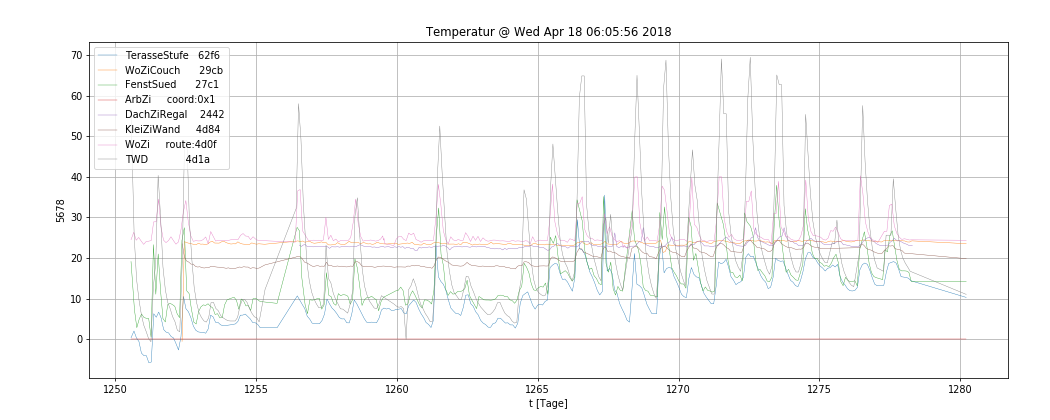 Temperatur @ Wed Apr 18 06:05:56 2018
70
60
50
40
30
20
10
0
5678
TerasseStufe 62f6
WoZiCouch 29cb
FenstSued 27c1
ArbZi coord:0x1
DachZiRegal 2442
KleiZiWand 4d84
WoZi route:4d0f
TWD 4d1a
1250 1255 1260 1265 1270 1275 1280
t [Tage]